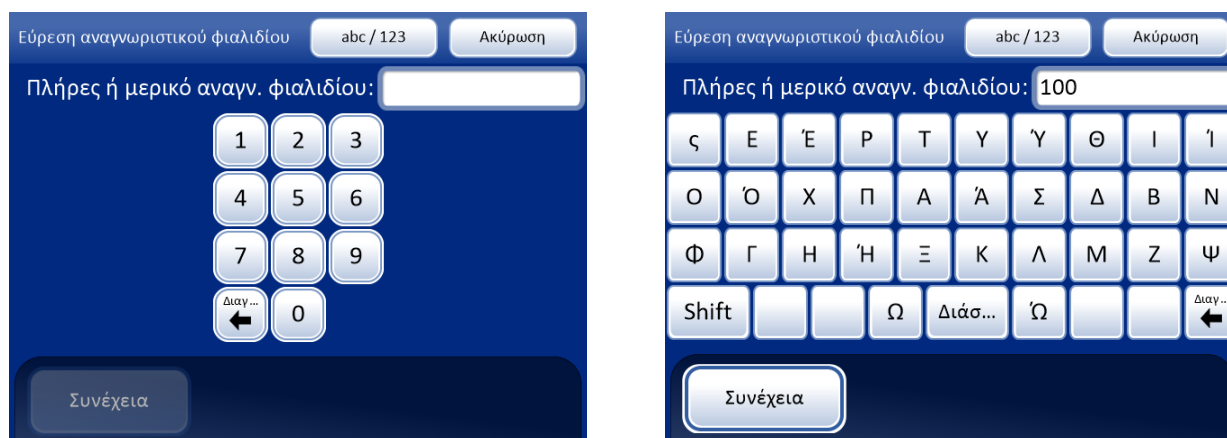 Εύρεση αναγνωριστικού φιαλιδίου abc / 123 Ακύρωση
Πλήρες ή μερικό αναγν. φιαλιδίου:
1 2 3
4 5 6
7 8 9
Διαγ...
0
Συνέχεια
Εύρεση αναγνωριστικού φιαλιδίου abc / 123 Ακύρωση
Πλήρες ή μερικό αναγν. φιαλιδίου: 100
ς Ε Έ Ρ Τ Υ Ύ Θ Ι Ί
Ο Ό Χ Π Α Ά Σ Δ Β Ν
Φ Γ Η Ή Ξ Κ Λ Μ Ζ Ψ
Shift Ω Διάσ... Ώ Διαγ...
Συνέχεια